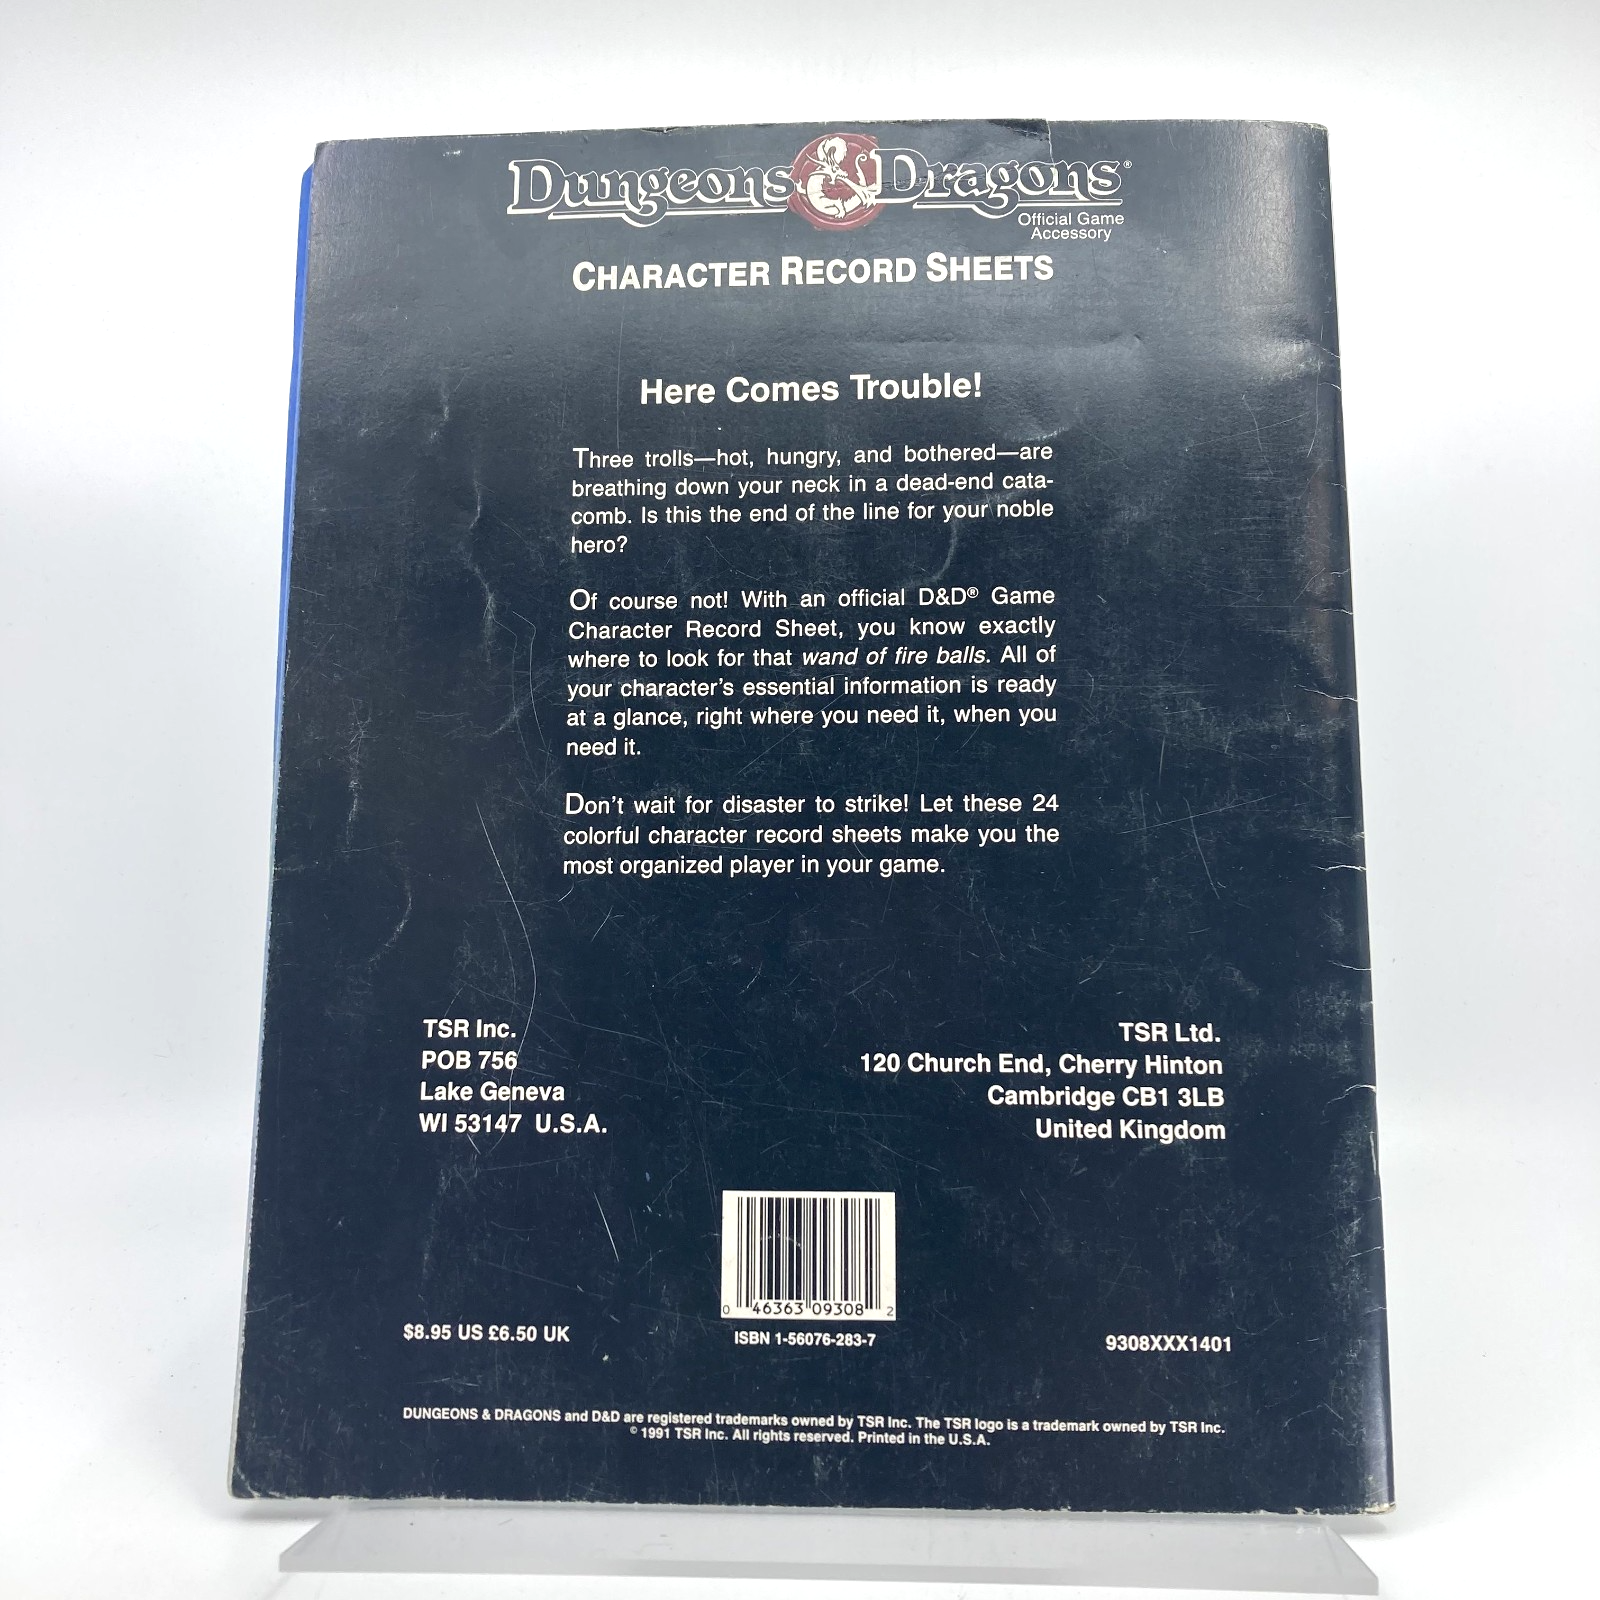 Dungeons & Dragons®
Official Game
Accessory
CHARACTER RECORD SHEETS
Here Comes Trouble!
Three trolls—hot, hungry, and bothered—are
breathing down your neck in a dead-end cata-
comb. Is this the end of the line for your noble
hero?
Of course not! With an official D&D® Game
Character Record Sheet, you know exactly
where to look for that wand of fire balls. All of
your character's essential information is ready
at a glance, right where you need it, when you
need it.
Don't wait for disaster to strike! Let these 24
colorful character record sheets make you the
most organized player in your game.
TSR Inc.
POB 756
Lake Geneva
WI 53147 U.S.A.
TSR Ltd.
120 Church End, Cherry Hinton
Cambridge CB1 3LB
United Kingdom
0 46363 09308 2
$8.95 US £6.50 UK
ISBN 1-56076-283-7
9308XXX1401
DUNGEONS & DRAGONS and D&D are registered trademarks owned by TSR Inc. The TSR logo is a trademark owned by TSR Inc.
© 1991 TSR Inc. All rights reserved. Printed in the U.S.A.